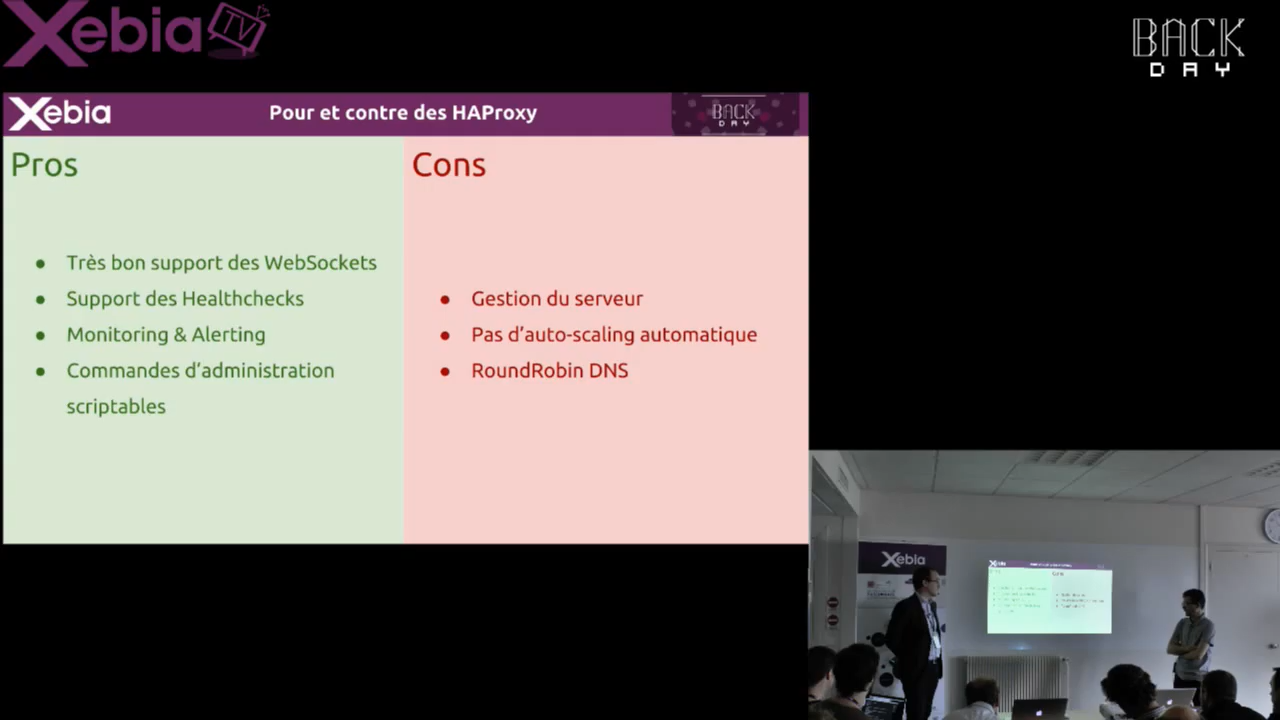 Xebia TV
BACK
DAY
Xebia
Pour et contre des HAProxy
BACK
DAY
Pros
Cons
● Très bon support des WebSockets
● Support des Healthchecks
● Monitoring & Alerting
● Commandes d’administration
scriptables
● Gestion du serveur
● Pas d’auto-scaling automatique
● RoundRobin DNS
Xebia
Xebia